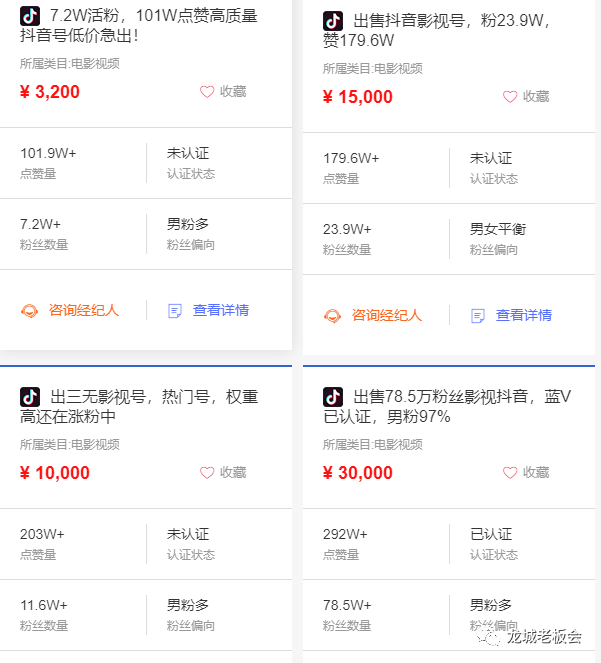 7.2W活粉，101W点赞高质量
抖音号低价急出！
所属类目:电影视频
¥ 3,200
收藏
101.9W+
未认证
点赞量
认证状态
7.2W+
男粉多
粉丝数量
粉丝偏向
咨询经纪人
查看详情
出售抖音影视号，粉23.9W，
赞179.6W
所属类目:电影视频
¥ 15,000
收藏
179.6W+
未认证
点赞量
认证状态
23.9W+
男女平衡
粉丝数量
粉丝偏向
咨询经纪人
查看详情
出三无影视号，热门号，权重
高还在涨粉中
所属类目:电影视频
¥ 10,000
收藏
203W+
未认证
点赞量
认证状态
11.6W+
男粉多
粉丝数量
粉丝偏向
出售78.5万粉丝影视抖音，蓝V
已认证，男粉97%
所属类目:电影视频
¥ 30,000
收藏
292W+
已认证
点赞量
认证状态
78.5W+
男粉多
粉丝数量
粉丝偏向
龙城老板会